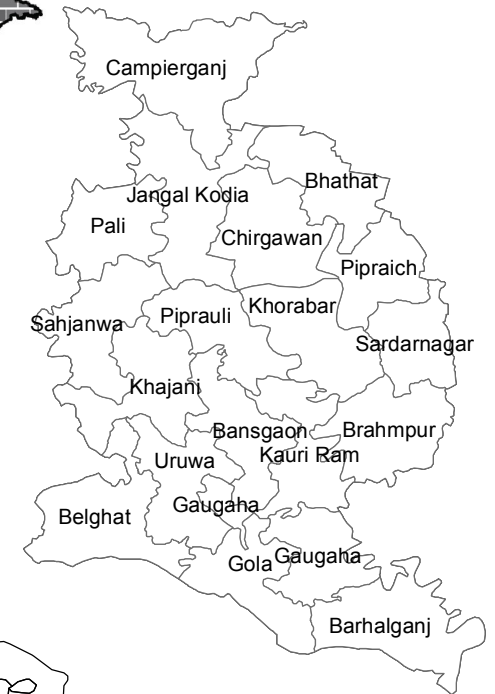 Campierganj
Bhathat
Jangal Kodia
Pali
Chirgawan
Pipraich
Khorabar
Piprauli
Sahjanwa
Sardarnagar
Khajani
Bansgaon
Brahmpur
Kauri Ram
Uruwa
Gaugaha
Belghat
Gola
Gaugaha
Barhalganj